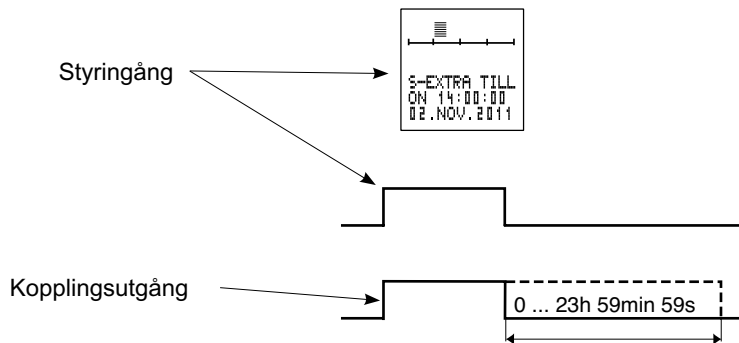 Styringång
S-EXTRA TILL
ON 14:00:00
02.NOV.2011
Kopplingsutgång
0 ... 23h 59min 59s